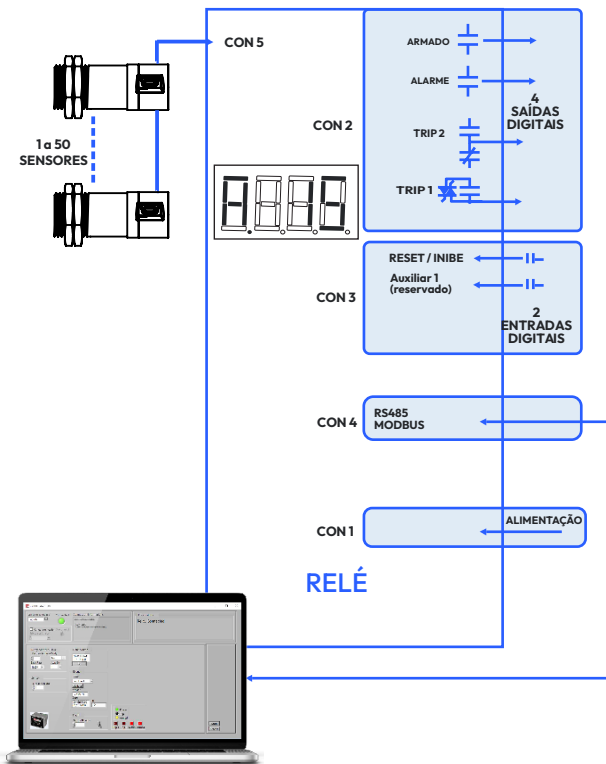 CON 5
1 a 50
SENSORES
CON 2
ARMADO
ALARME
TRIP 2
TRIP 1
4
SAÍDAS
DIGITAIS
CON 3
RESET / INIBE
Auxiliar 1
(reservado)
2
ENTRADAS
DIGITAIS
CON 4
RS485
MODBUS
CON 1
ALIMENTAÇÃO
RELÉ